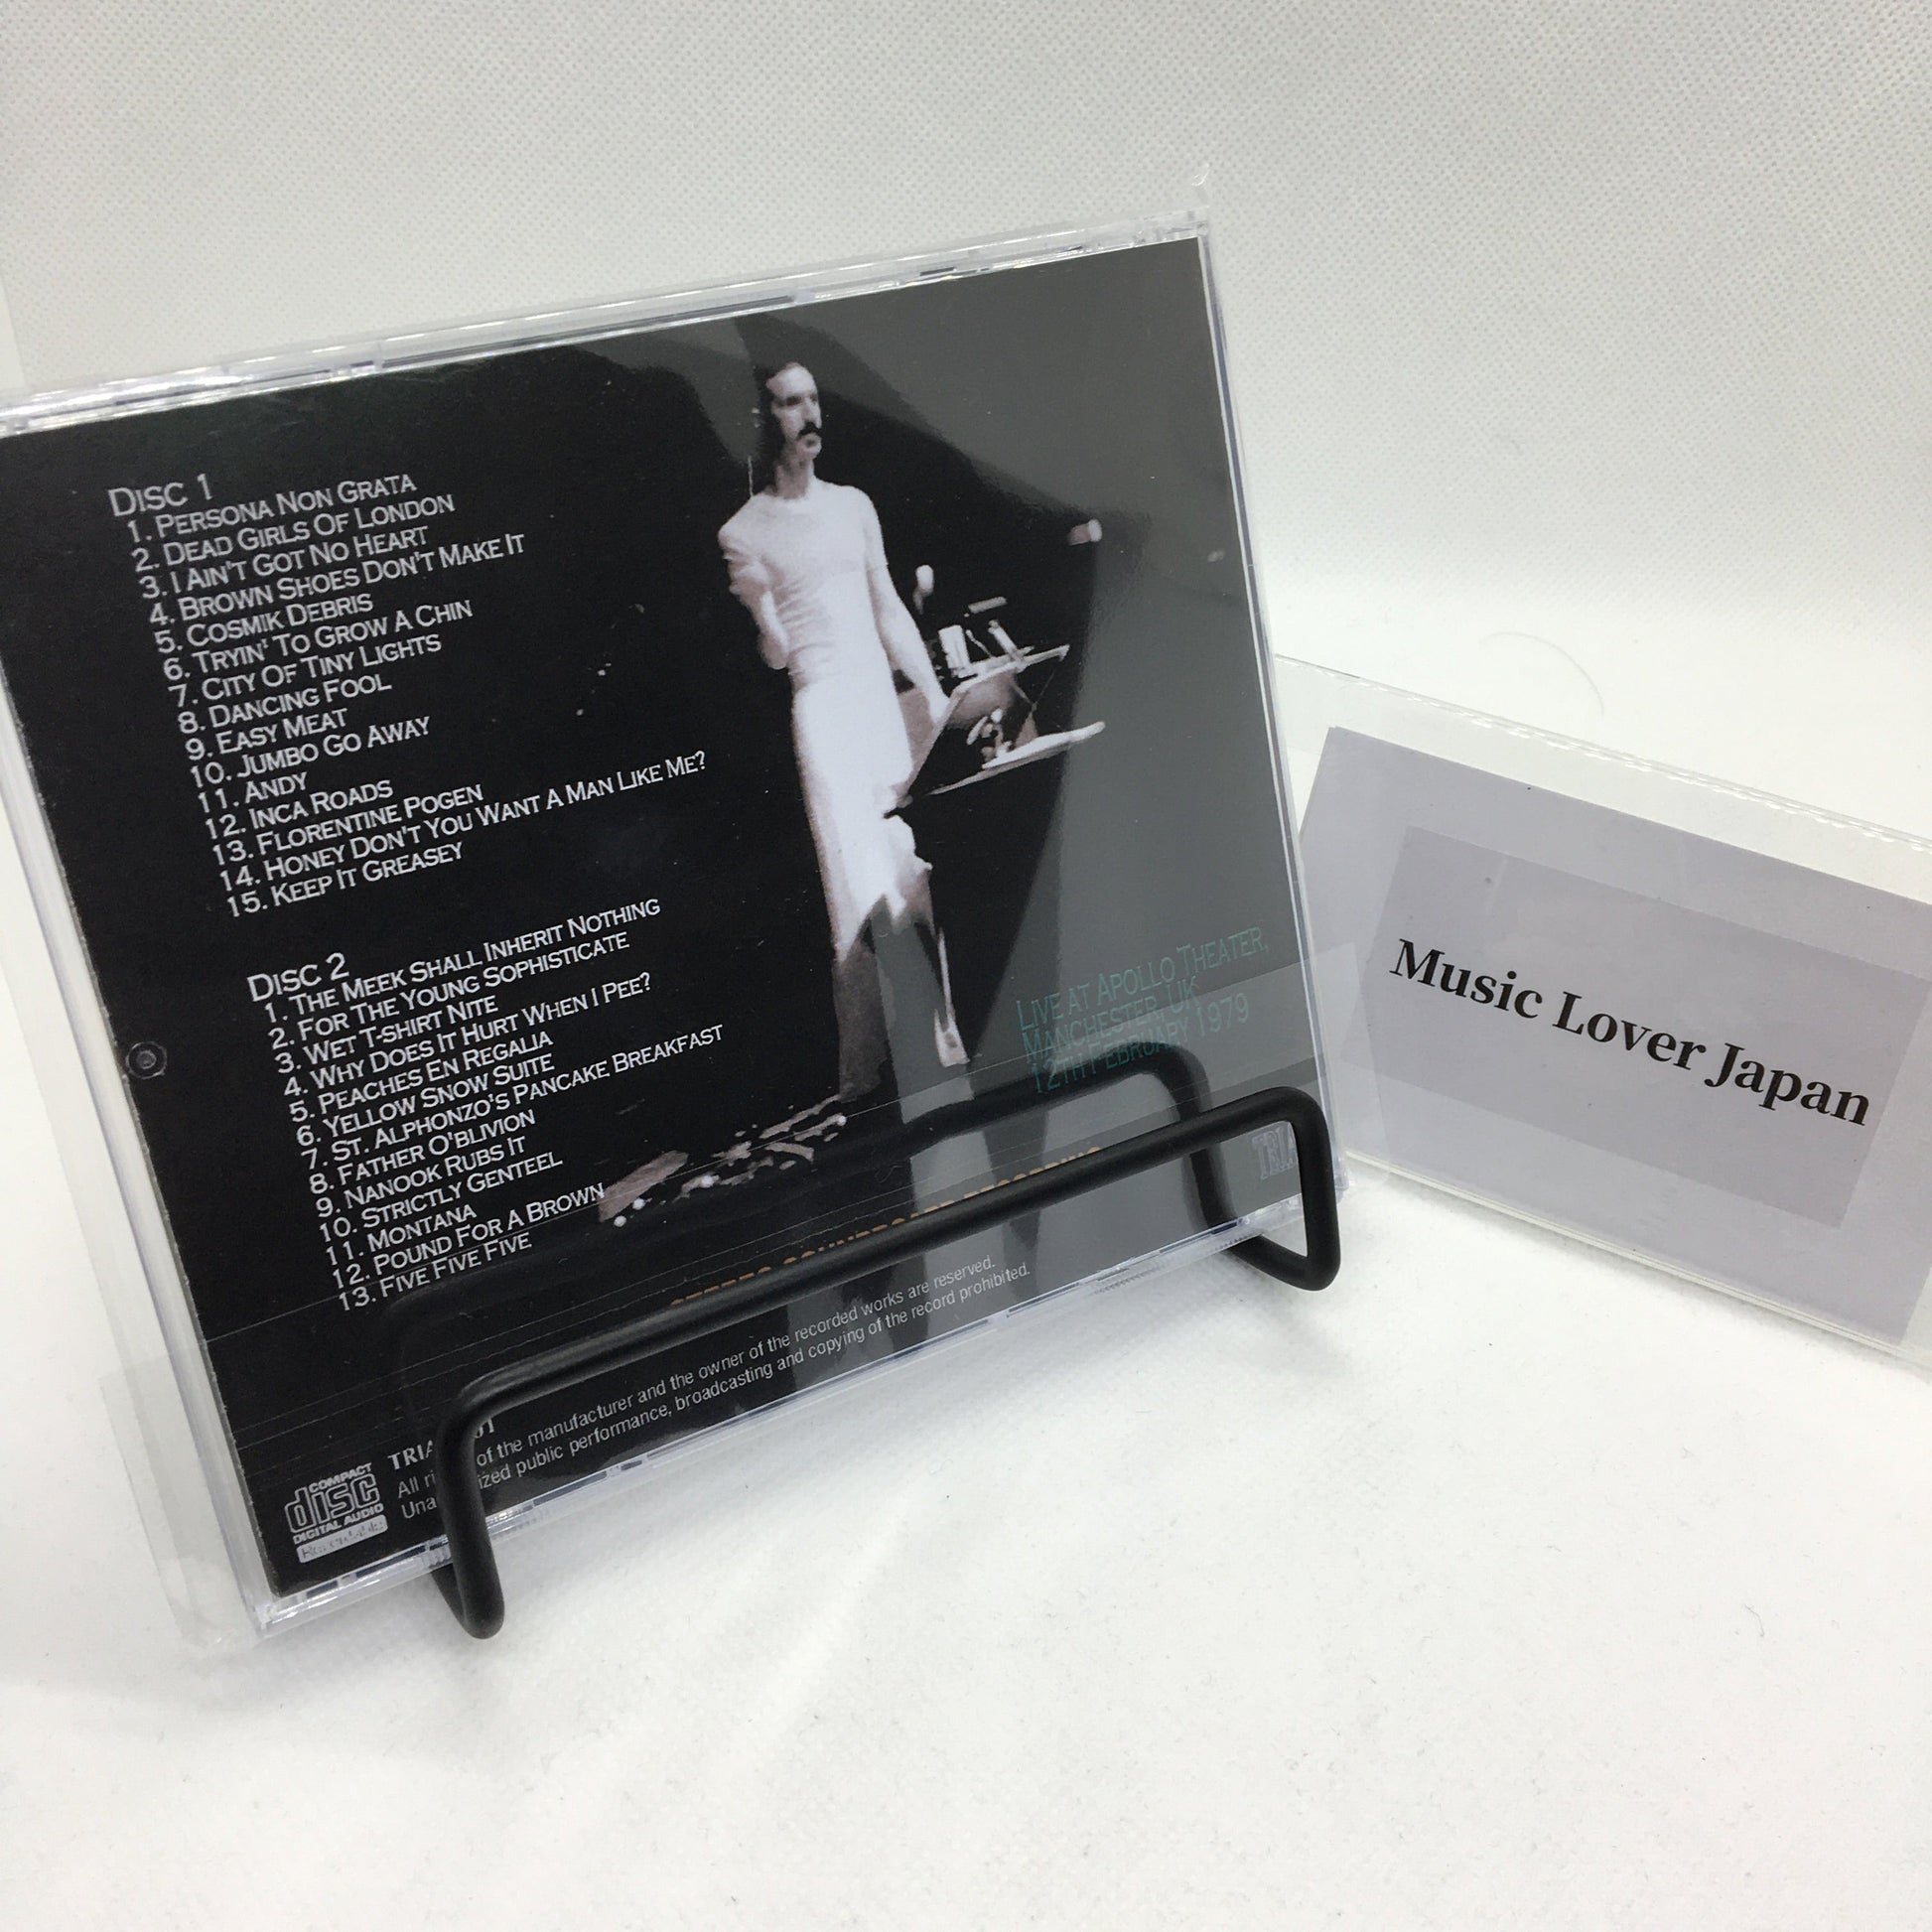 DISC 1
1. PERSONA NON GRATA
2. DEAD GIRLS OF LONDON
3. I AIN'T GOT NO HEART
4. BROWN SHOES DON'T MAKE IT
5. COSMIK DEBRIS
6. TRYIN' TO GROW A CHIN
7. CITY OF TINY LIGHTS
8. DANCING FOOL
9. EASY MEAT
10. JUMBO GO AWAY
11. ANDY
12. INCA ROADS
13. FLORENTINE POGEN
14. HONEY DON'T YOU WANT A MAN LIKE ME?
15. KEEP IT GREASEY
DISC 2
1. THE MEEK SHALL INHERIT NOTHING
2. FOR THE YOUNG SOPHISTICATE
3. WET T-SHIRT NITE
4. WHY DOES IT HURT WHEN I PEE?
5. PEACHES EN REGALIA
6. YELLOW SNOW SUITE
7. ST. ALPHONZO'S PANCAKE BREAKFAST
8. FATHER O'BLIVION
9. NANOOK RUBS IT
10. STRICTLY GENTEEL
11. MONTANA
12. POUND FOR A BROWN
13. FIVE FIVE FIVE
LIVE AT APOLLO THEATER,
MANCHESTER, UK
12TH FEBRUARY 1979
COMPACT
disc
DIGITAL AUDIO
All of the manufacturer and the owner of the recorded works are reserved.
public performance, broadcasting and copying of the record prohibited.
Music Lover Japan